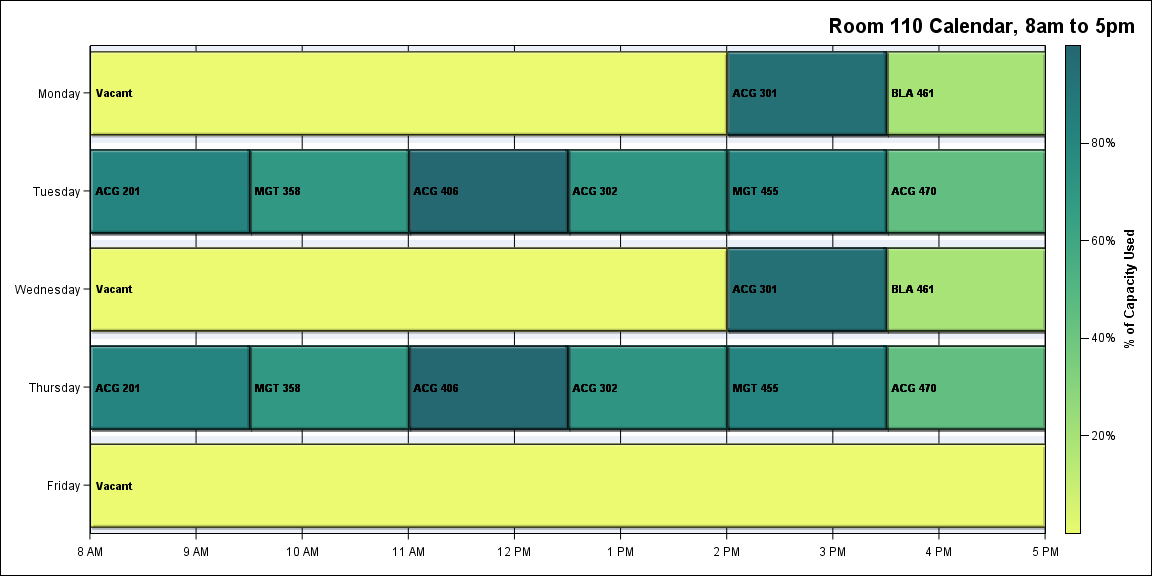 Room 110 Calendar, 8am to 5pm
Monday
Vacant
ACG 301
BLA 461
Tuesday
ACG 201
MGT 358
ACG 406
ACG 302
MGT 455
ACG 470
Wednesday
Vacant
ACG 301
BLA 461
Thursday
ACG 201
MGT 358
ACG 406
ACG 302
MGT 455
ACG 470
Friday
Vacant
8 AM
9 AM
10 AM
11 AM
12 PM
1 PM
2 PM
3 PM
4 PM
5 PM
80%
60%
40%
20%
% of Capacity Used